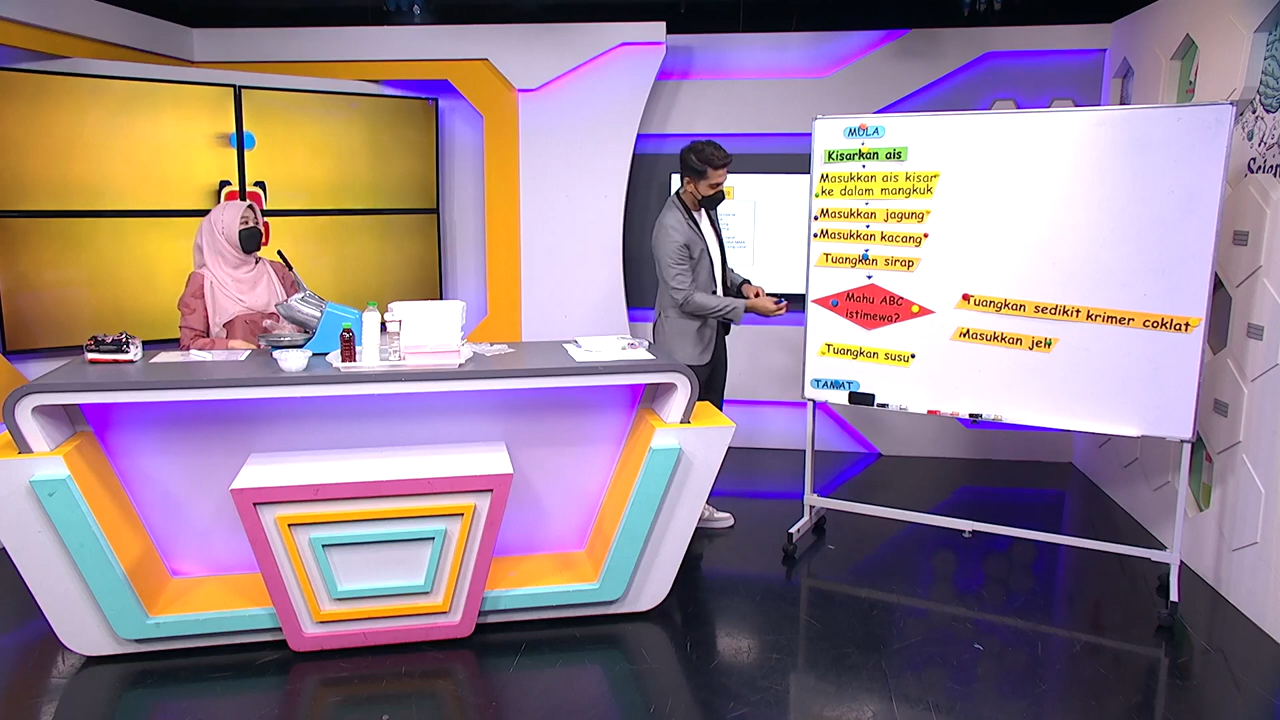 MULA
Kisarkan ais
Masukkan ais kisar
ke dalam mangkuk
Masukkan jagung
Masukkan kacang
Tuangkan sirap
Mahu ABC
istimewa?
Tuangkan sedikit krimer coklat
Masukkan jeli
Tuangkan susu
TAMAT